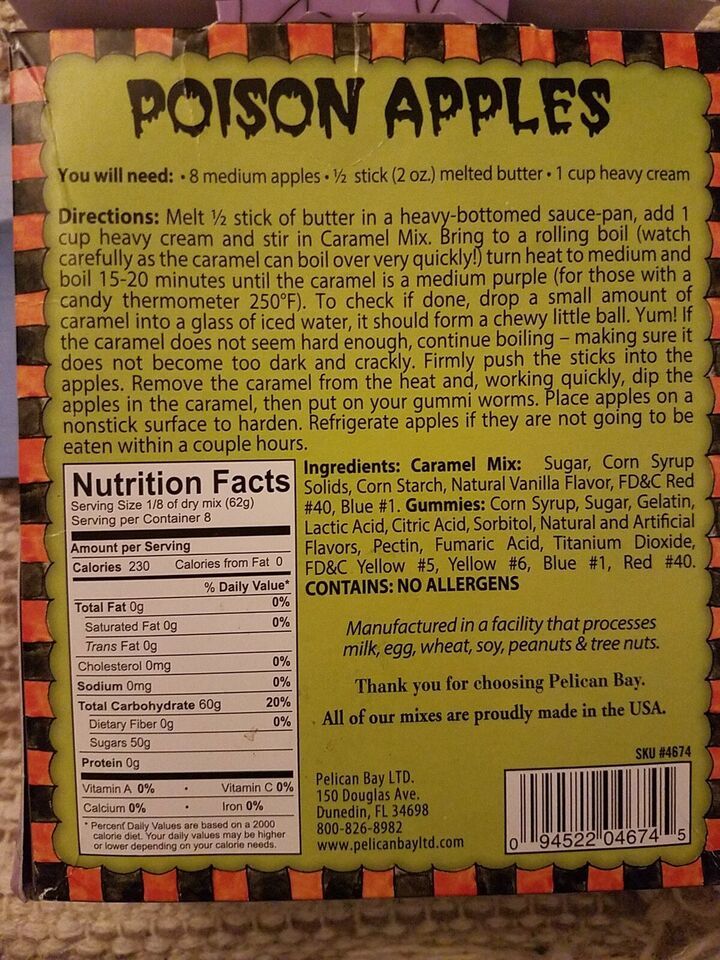 POISON APPLES
You will need: • 8 medium apples • ½ stick (2 oz.) melted butter • 1 cup heavy cream
Directions: Melt ½ stick of butter in a heavy-bottomed sauce-pan, add 1
cup heavy cream and stir in Caramel Mix. Bring to a rolling boil (watch
carefully as the caramel can boil over very quickly!) turn heat to medium and
boil 15-20 minutes until the caramel is a medium purple (for those with a
candy thermometer 250°F). To check if done, drop a small amount of
caramel into a glass of iced water, it should form a chewy little ball. Yum! If
the caramel does not seem hard enough, continue boiling – making sure it
does not become too dark and crackly. Firmly push the sticks into the
apples. Remove the caramel from the heat and, working quickly, dip the
apples in the caramel, then put on your gummi worms. Place apples on a
nonstick surface to harden. Refrigerate apples if they are not going to be
eaten within a couple hours.
Nutrition Facts
Serving Size 1/8 of dry mix (62g)
Serving per Container 8
Amount per Serving
Calories 230 Calories from Fat 0
% Daily Value*
Total Fat 0g 0%
Saturated Fat 0g 0%
Trans Fat 0g
Cholesterol 0mg 0%
Sodium 0mg 0%
Total Carbohydrate 60g 20%
Dietary Fiber 0g 0%
Sugars 50g
Protein 0g
Vitamin A 0% • Vitamin C 0%
Calcium 0% • Iron 0%
* Percent Daily Values are based on a 2000
calorie diet. Your daily values may be higher
or lower depending on your calorie needs.
Ingredients: Caramel Mix: Sugar, Corn Syrup
Solids, Corn Starch, Natural Vanilla Flavor, FD&C Red
#40, Blue #1. Gummies: Corn Syrup, Sugar, Gelatin,
Lactic Acid, Citric Acid, Sorbitol, Natural and Artificial
Flavors, Pectin, Fumaric Acid, Titanium Dioxide,
FD&C Yellow #5, Yellow #6, Blue #1, Red #40.
CONTAINS: NO ALLERGENS
Manufactured in a facility that processes
milk, egg, wheat, soy, peanuts & tree nuts.
Thank you for choosing Pelican Bay.
All of our mixes are proudly made in the USA.
SKU #4674
Pelican Bay LTD.
150 Douglas Ave.
Dunedin, FL 34698
800-826-8982
www.pelicanbayltd.com
0 94522 04674 5